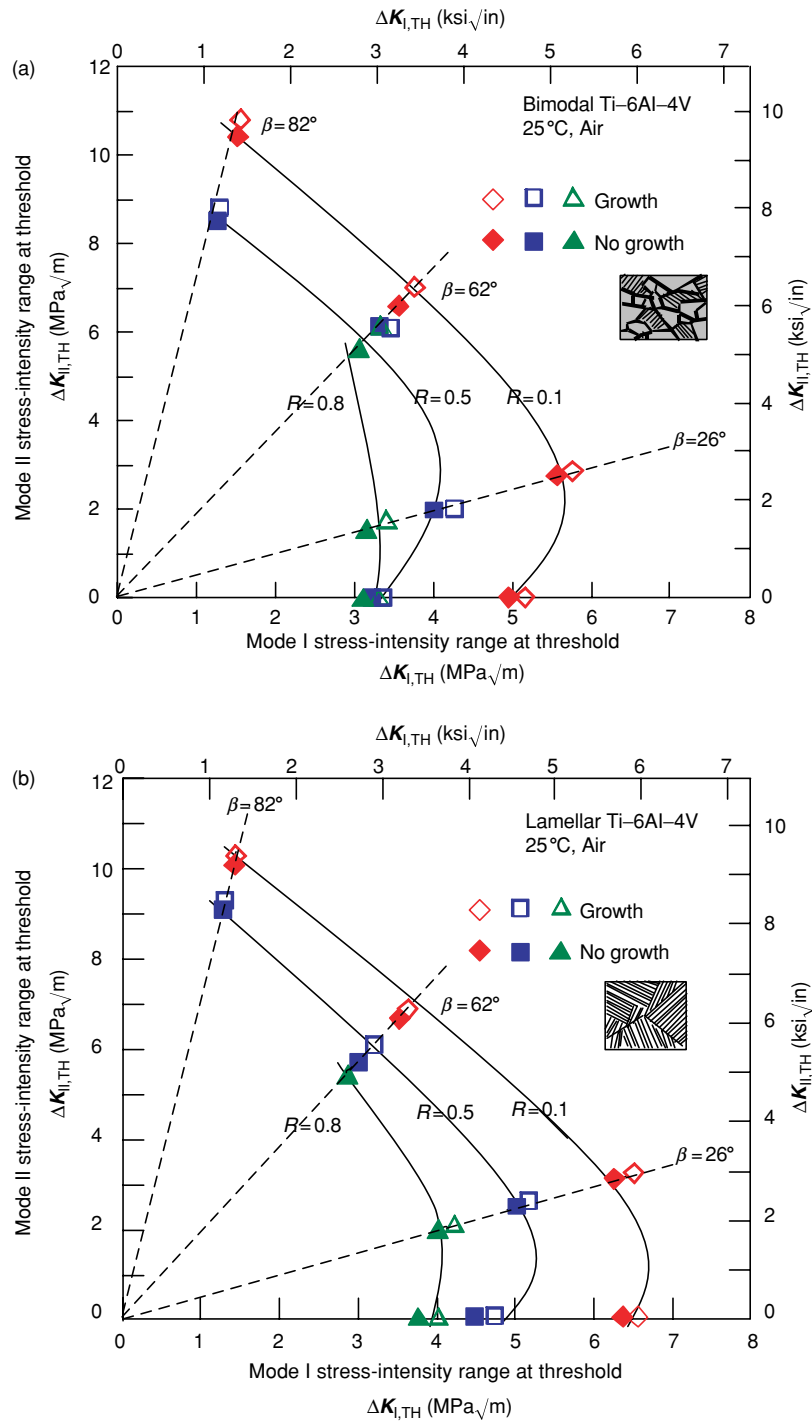 ΔK_I,TH (ksi√in)
(a)
0 1 2 3 4 5 6 7
12
10
8
6
4
2
0
Mode II stress-intensity range at threshold
ΔK_II,TH (MPa√m)
β=82°
Bimodal Ti–6Al–4V
25°C, Air
Growth
No growth
β=62°
R=0.8
R=0.5
R=0.1
β=26°
10
8
6
4
2
0
ΔK_II,TH (ksi√in)
0 1 2 3 4 5 6 7 8
Mode I stress-intensity range at threshold
ΔK_I,TH (MPa√m)
ΔK_I,TH (ksi√in)
(b)
0 1 2 3 4 5 6 7
12
10
8
6
4
2
0
Mode II stress-intensity range at threshold
ΔK_II,TH (MPa√m)
β=82°
Lamellar Ti–6Al–4V
25°C, Air
Growth
No growth
β=62°
R=0.8
R=0.5
R=0.1
β=26°
10
8
6
4
2
0
ΔK_II,TH (ksi√in)
0 1 2 3 4 5 6 7 8
Mode I stress-intensity range at threshold
ΔK_I,TH (MPa√m)